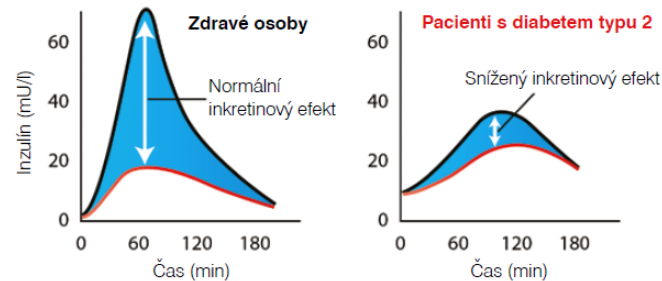 Zdravé osoby
Inzulín (mU/l)
60
40
20
0
Normální
inkretinový efekt
0 60 120 180
Čas (min)
Pacienti s diabetem typu 2
60
40
20
0
Snížený inkretinový efekt
0 60 120 180
Čas (min)